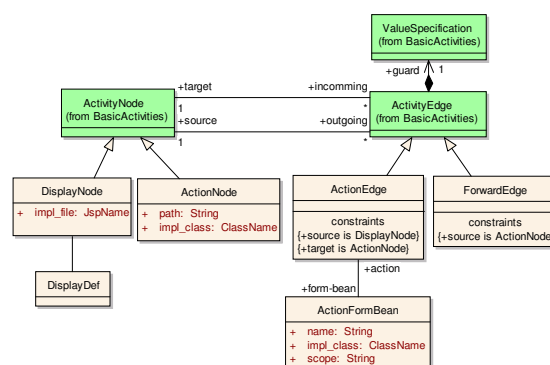 ValueSpecification
(from BasicActivities)
+guard 1
+target +incomming
1 *
ActivityNode
(from BasicActivities)
ActivityEdge
(from BasicActivities)
+source +outgoing
1 *
DisplayNode
+ impl_file: JspName
ActionNode
+ path: String
+ impl_class: ClassName
ActionEdge
constraints
{+source is DisplayNode}
{+target is ActionNode}
ForwardEdge
constraints
{+source is ActionNode
DisplayDef
+action
+form-bean
ActionFormBean
+ name: String
+ impl_class: ClassName
+ scope: String